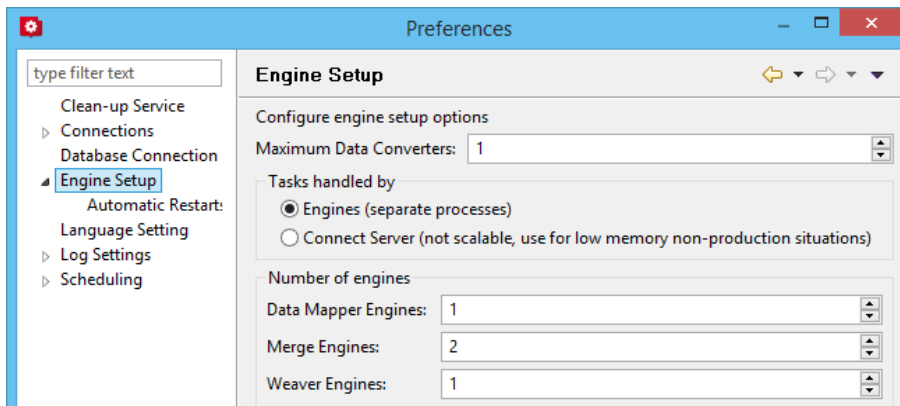 Preferences
type filter text
Clean-up Service
Connections
Database Connection
Engine Setup
Automatic Restart
Language Setting
Log Settings
Scheduling
Engine Setup
Configure engine setup options
Maximum Data Converters: 1
Tasks handled by
Engines (separate processes)
Connect Server (not scalable, use for low memory non-production situations)
Number of engines
Data Mapper Engines: 1
Merge Engines: 2
Weaver Engines: 1